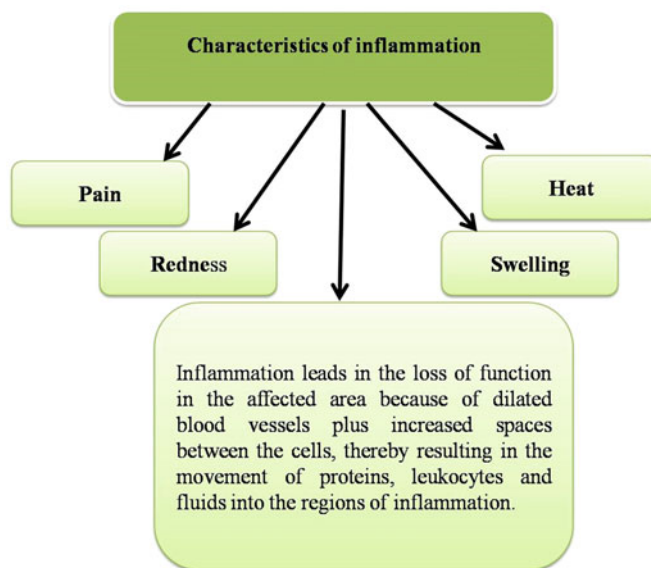 Characteristics of inflammation
Pain
Heat
Redness
Swelling
Inflammation leads in the loss of function
in the affected area because of dilated
blood vessels plus increased spaces
between the cells, thereby resulting in the
movement of proteins, leukocytes and
fluids into the regions of inflammation.